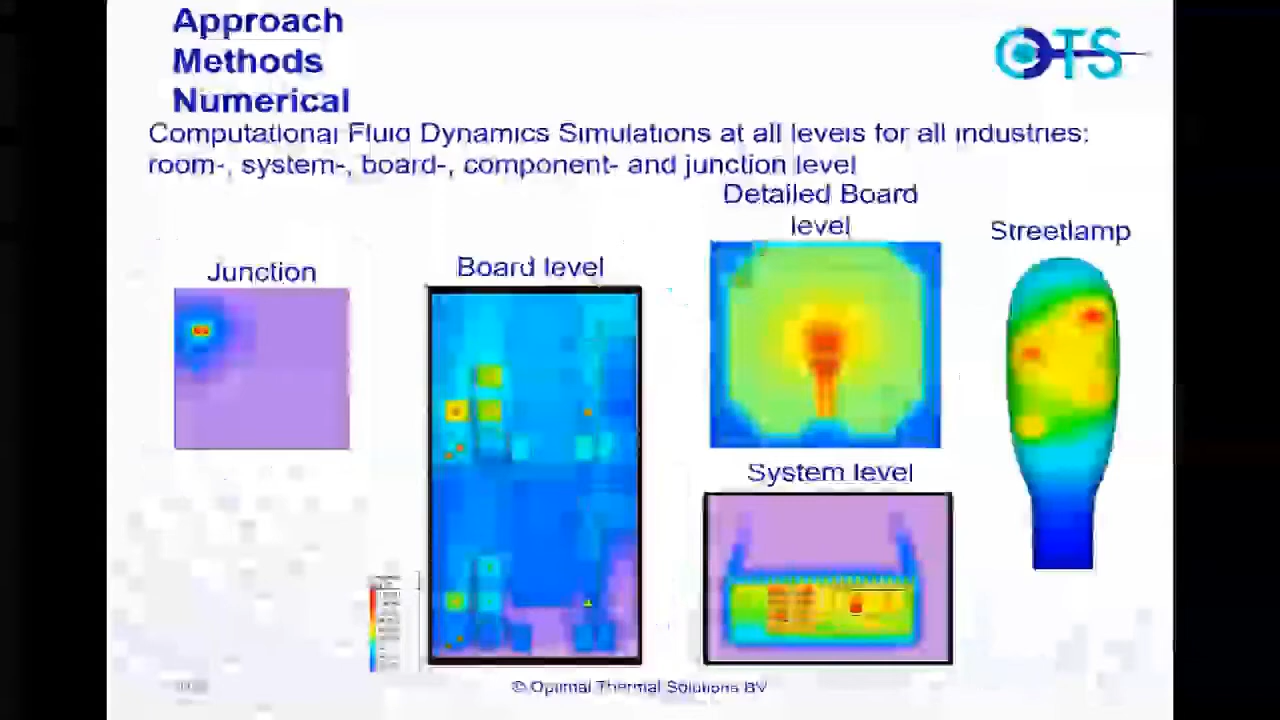 Approach
Methods
Numerical
OTS
Computational Fluid Dynamics Simulations at all levels for all industries:
room-, system-, board-, component- and junction level
Detailed Board
level
Streetlamp
Junction
Board level
System level
© Optimal Thermal Solutions BV